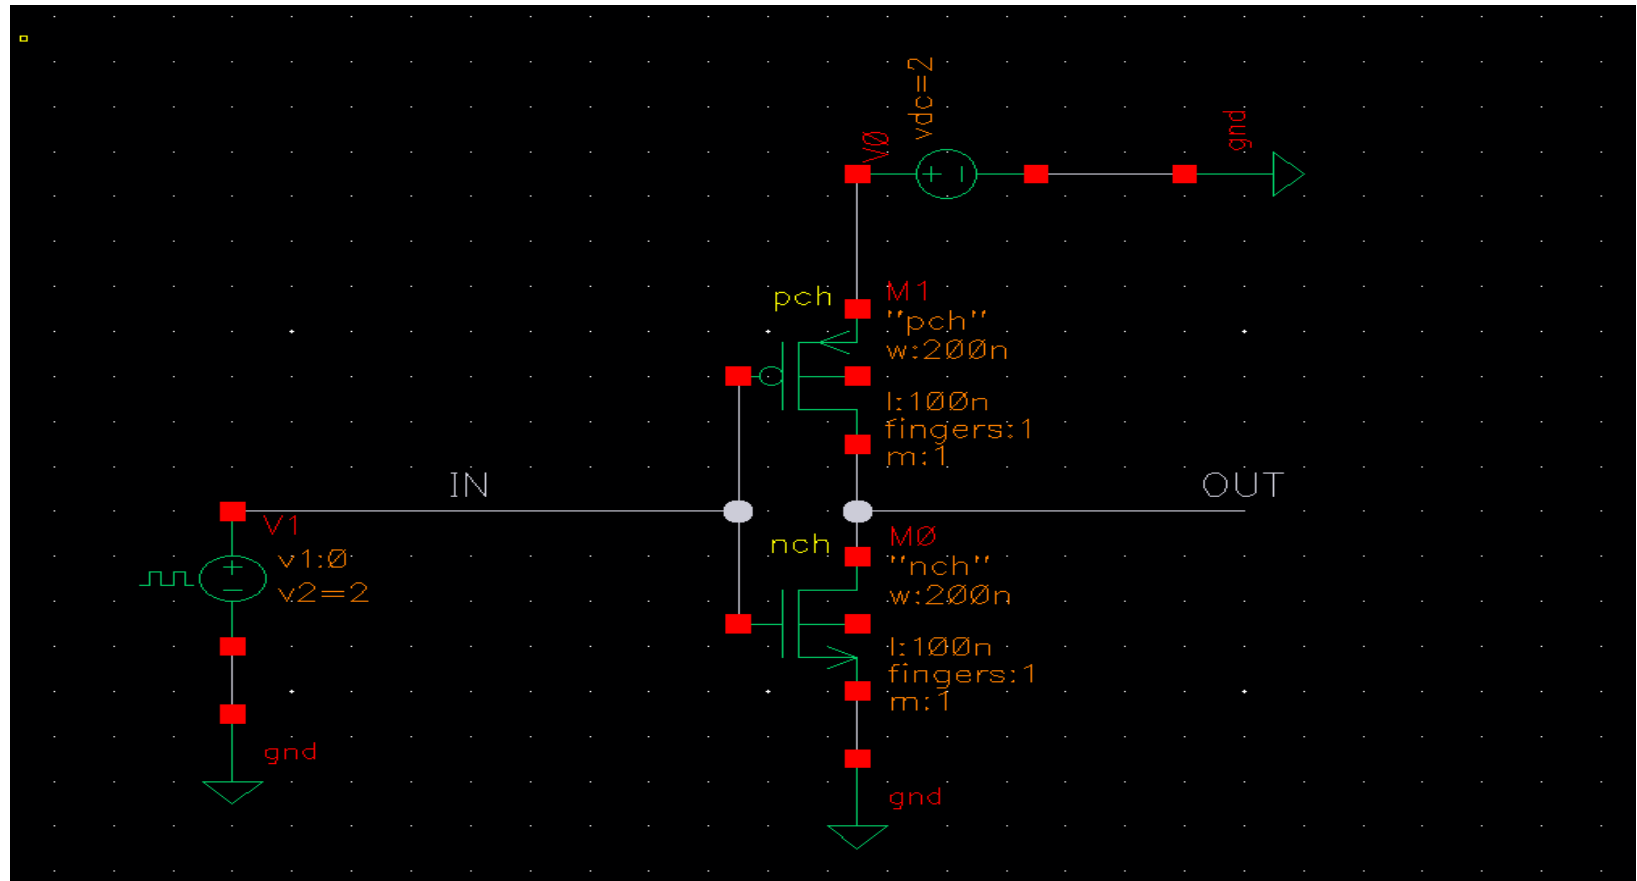 vdc=2
V0
gnd
pch
M1
"pch"
w:200n
l:100n
fingers:1
m:1
IN
OUT
V1
v1:0
v2=2
gnd
nch
M0
"nch"
w:200n
l:100n
fingers:1
m:1
gnd